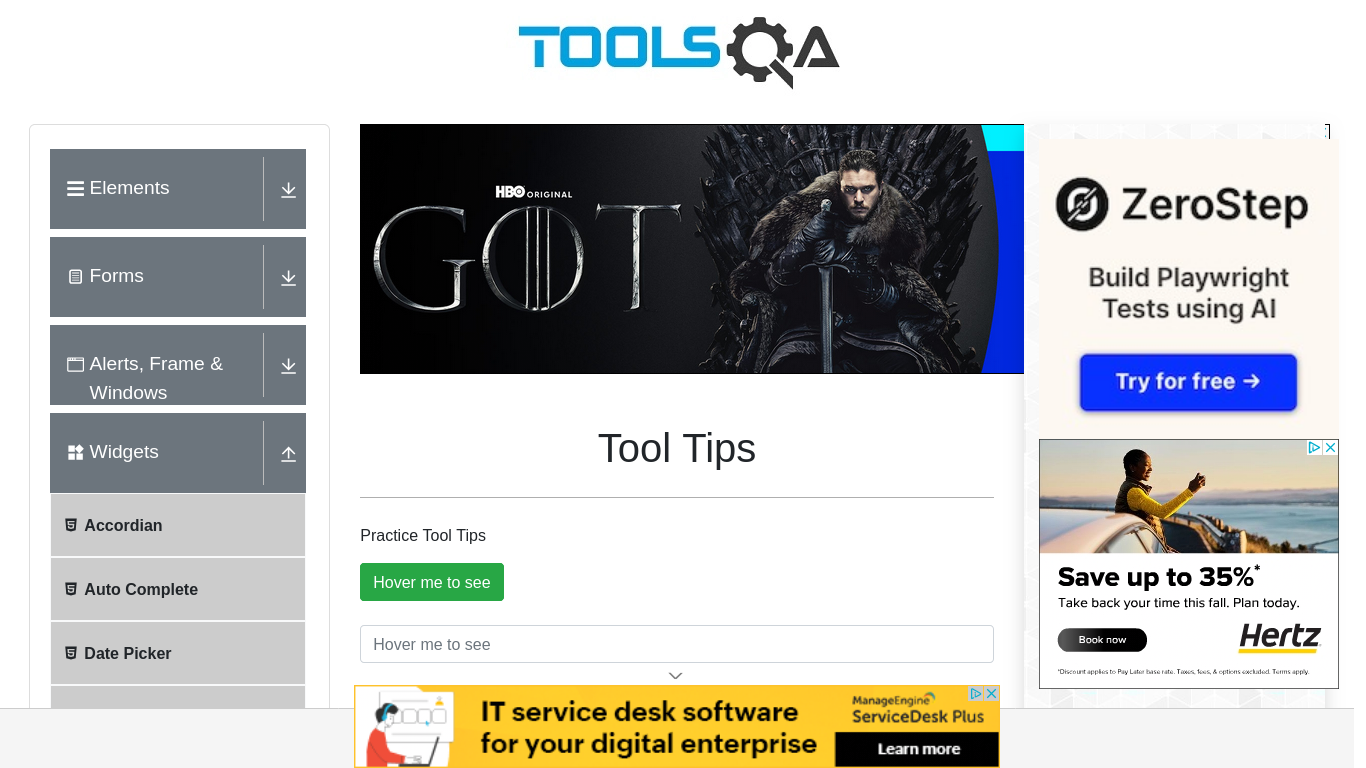 TOOLSQA
Elements
Forms
Alerts, Frame &
Windows
Widgets
Accordian
Auto Complete
Date Picker
HBO ORIGINAL
GOT
Tool Tips
Practice Tool Tips
Hover me to see
Hover me to see
ZeroStep
Build Playwright
Tests using AI
Try for free →
Save up to 35%*
Take back your time this fall. Plan today.
Book now
Hertz
*Discount applies to Pay Later base rate. Taxes, fees, & options excluded. Terms apply.
IT service desk software
for your digital enterprise
ManageEngine
ServiceDesk Plus
Learn more